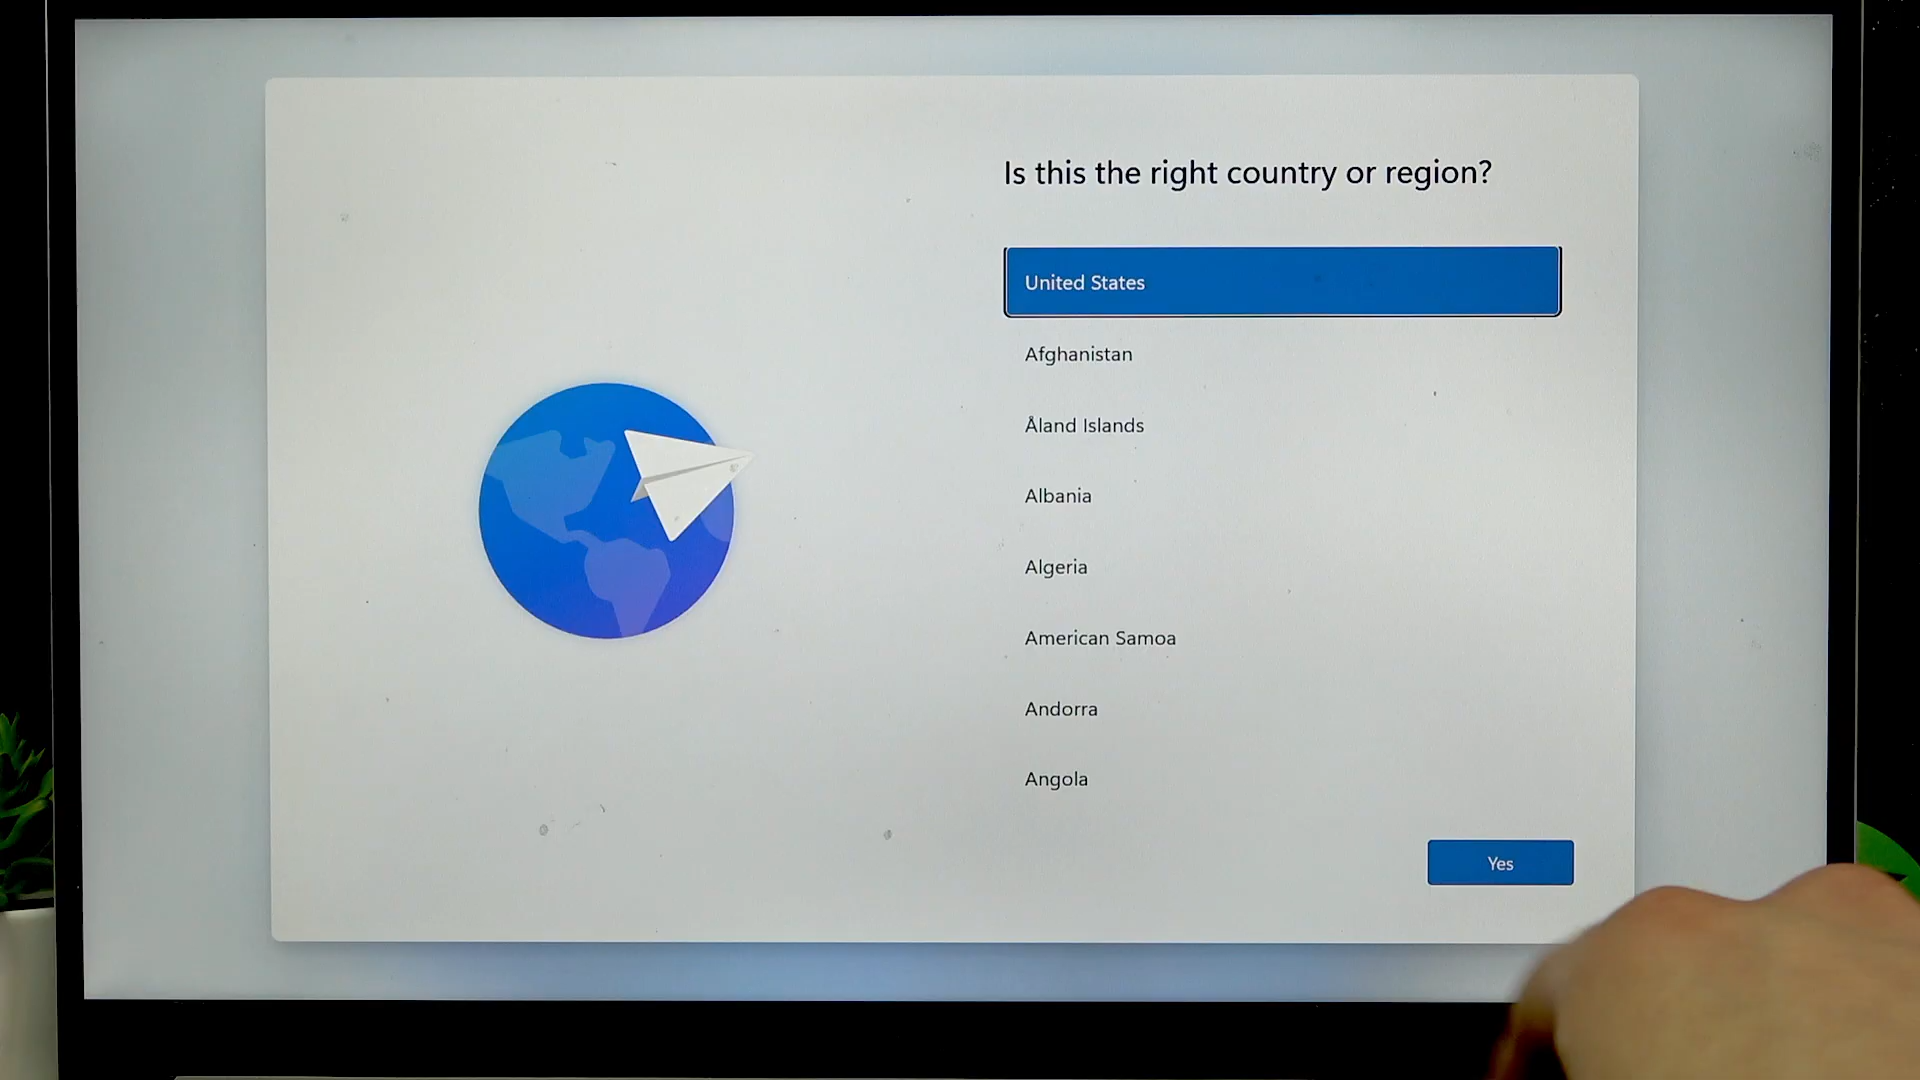 Is this the right country or region?
United States
Afghanistan
Åland Islands
Albania
Algeria
American Samoa
Andorra
Angola
Yes